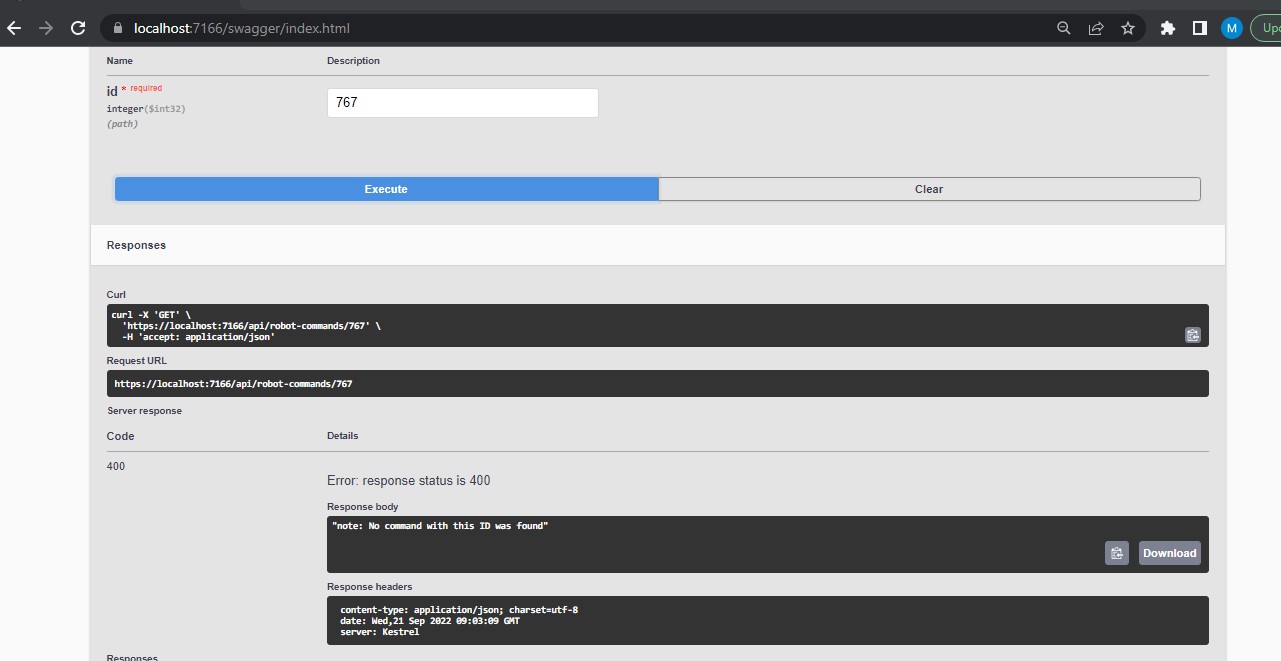 localhost:7166/swagger/index.html
M
Name Description
id * required
integer($int32)
(path)
767
Execute Clear
Responses
Curl
curl -X 'GET' \
'https://localhost:7166/api/robot-commands/767' \
-H 'accept: application/json'
Request URL
https://localhost:7166/api/robot-commands/767
Server response
Code Details
400
Error: response status is 400
Response body
"note: No command with this ID was found"
Download
Response headers
content-type: application/json; charset=utf-8
date: Wed,21 Sep 2022 09:03:09 GMT
server: Kestrel
Responses